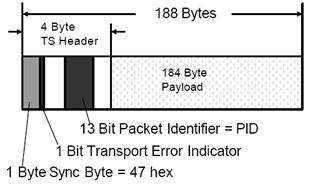 188 Bytes
4 Byte
TS Header
184 Byte
Payload
13 Bit Packet Identifier = PID
1 Bit Transport Error Indicator
1 Byte Sync Byte = 47 hex